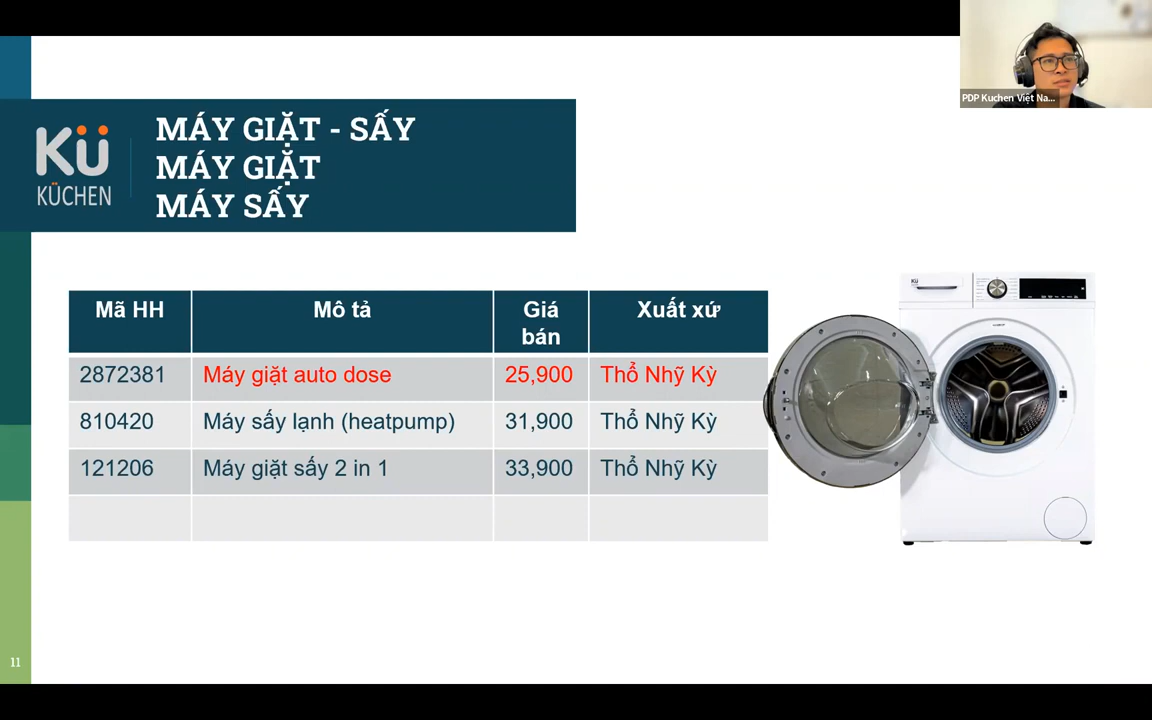 PDP Kuchen Việt Na...
KÜ
KÜCHEN
MÁY GIẶT - SẤY
MÁY GIẶT
MÁY SẤY
Mã HH Mô tả Giá bán Xuất xứ
2872381 Máy giặt auto dose 25,900 Thổ Nhỹ Kỳ
810420 Máy sấy lạnh (heatpump) 31,900 Thổ Nhỹ Kỳ
121206 Máy giặt sấy 2 in 1 33,900 Thổ Nhỹ Kỳ
KÜ
11